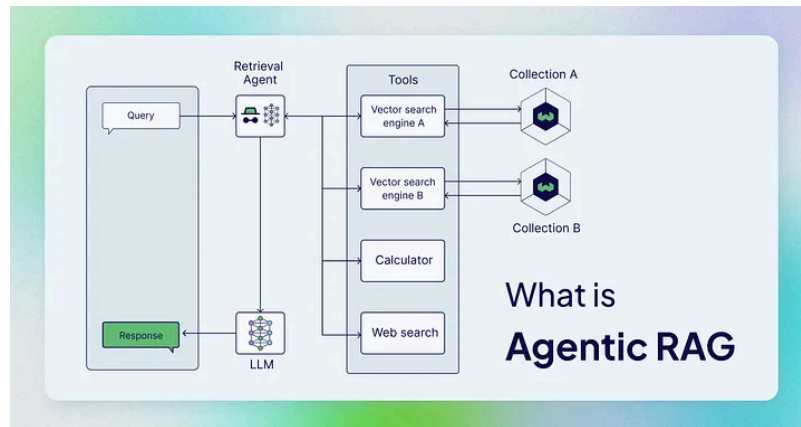 Retrieval
Agent
Tools
Collection A
Query
Vector search
engine A
Vector search
engine B
Collection B
Calculator
What is
Response
Web search
Agentic RAG
LLM